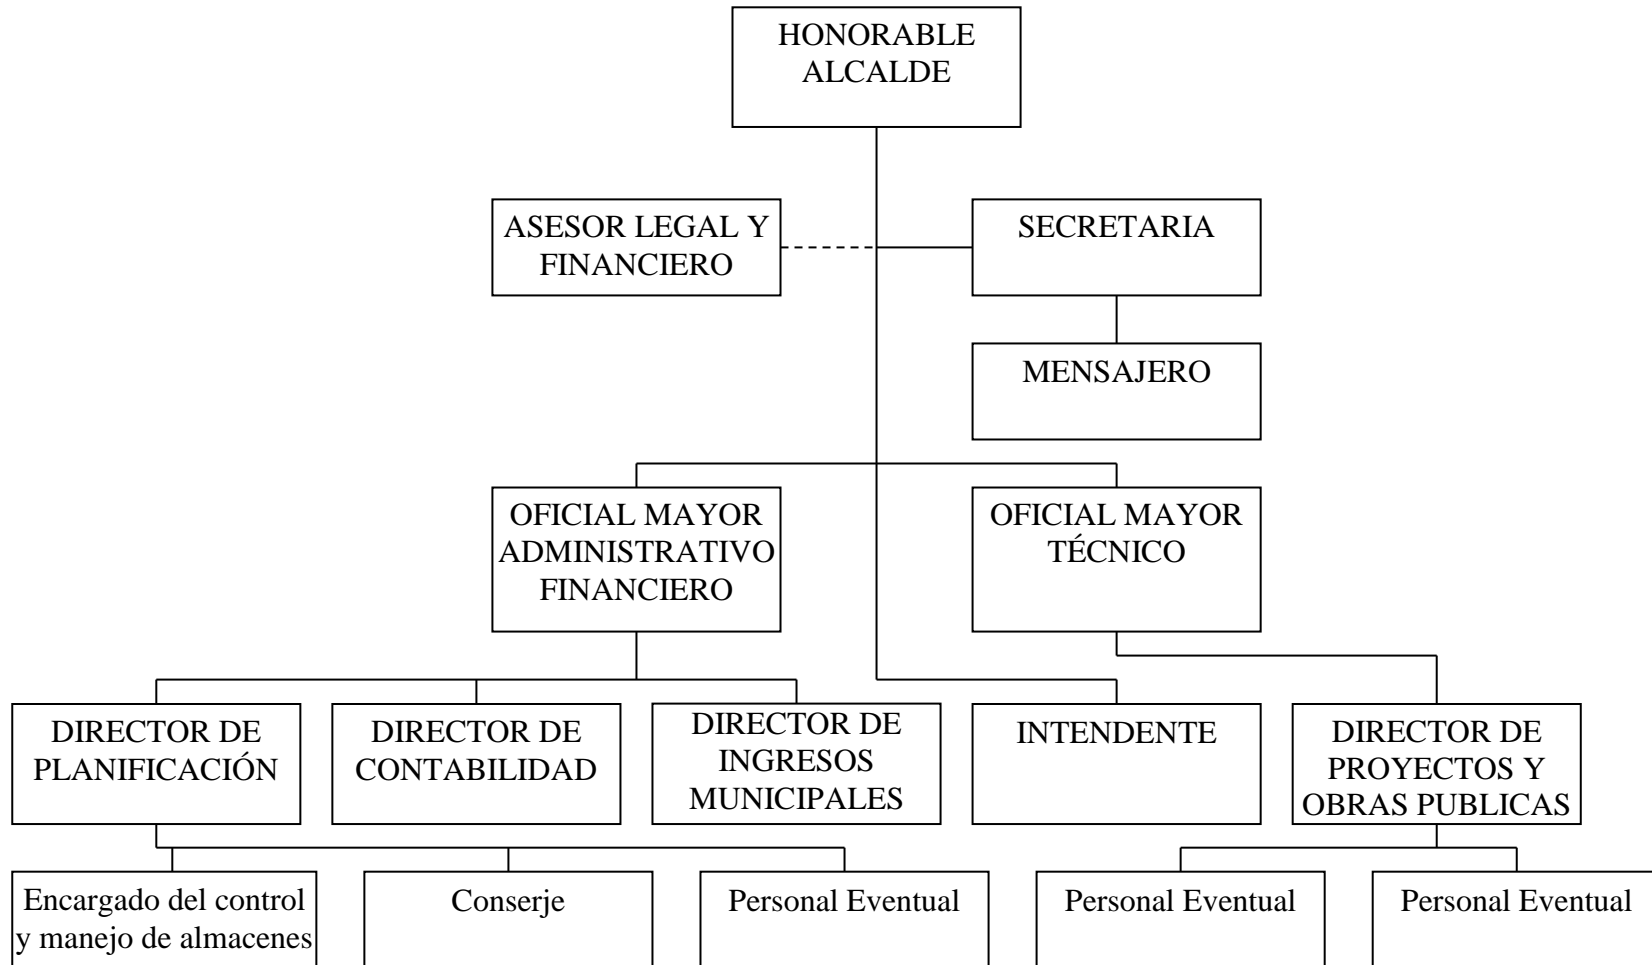 HONORABLE
ALCALDE
ASESOR LEGAL Y
FINANCIERO
SECRETARIA
MENSAJERO
OFICIAL MAYOR
ADMINISTRATIVO
FINANCIERO
OFICIAL MAYOR
TÉCNICO
DIRECTOR DE
PLANIFICACIÓN
DIRECTOR DE
CONTABILIDAD
DIRECTOR DE
INGRESOS
MUNICIPALES
INTENDENTE
DIRECTOR DE
PROYECTOS Y
OBRAS PUBLICAS
Encargado del control
y manejo de almacenes
Conserje
Personal Eventual
Personal Eventual
Personal Eventual